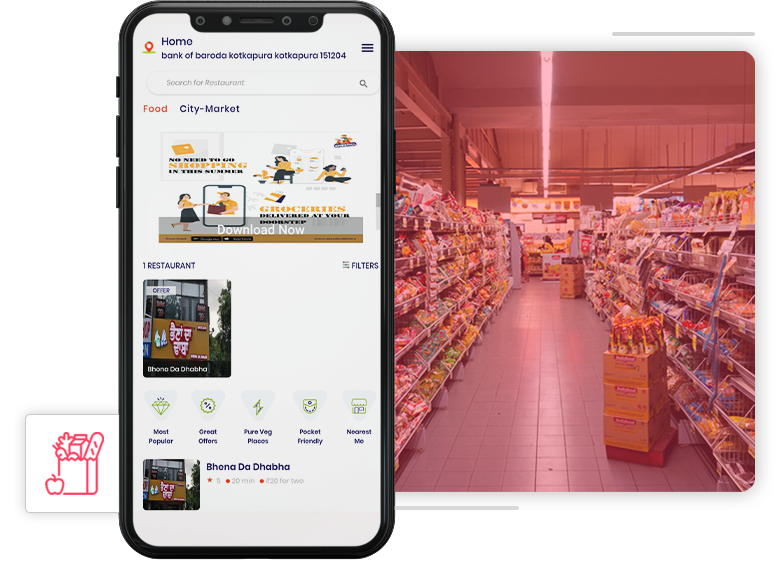 Home
bank of baroda kotkapura kotkapura 151204
Search for Restaurant
Food City-Market
NO NEED TO GO
SHOPPING
IN THIS SUMMER
GROCERIES
DELIVERED AT YOUR
DOORSTEP
Download Now
1 RESTAURANT
FILTERS
OFFER
ਭੈਣਾਂ ਦਾ
ਢਾਬਾ
Bhena Da Dhabha
Most
Popular
Great
Offers
Pure Veg
Places
Pocket
Friendly
Nearest
Me
Bhena Da Dhabha
5 20 min ₹20 for two